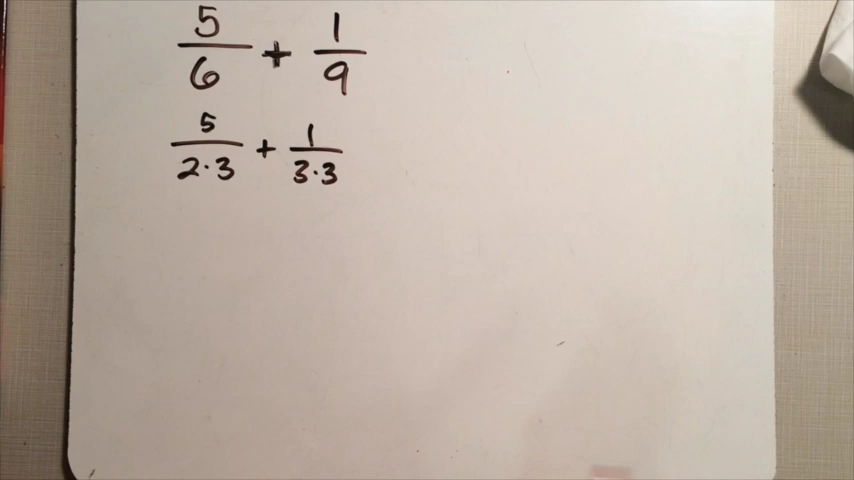 5/6 + 1/9
5/2·3 + 1/3·3